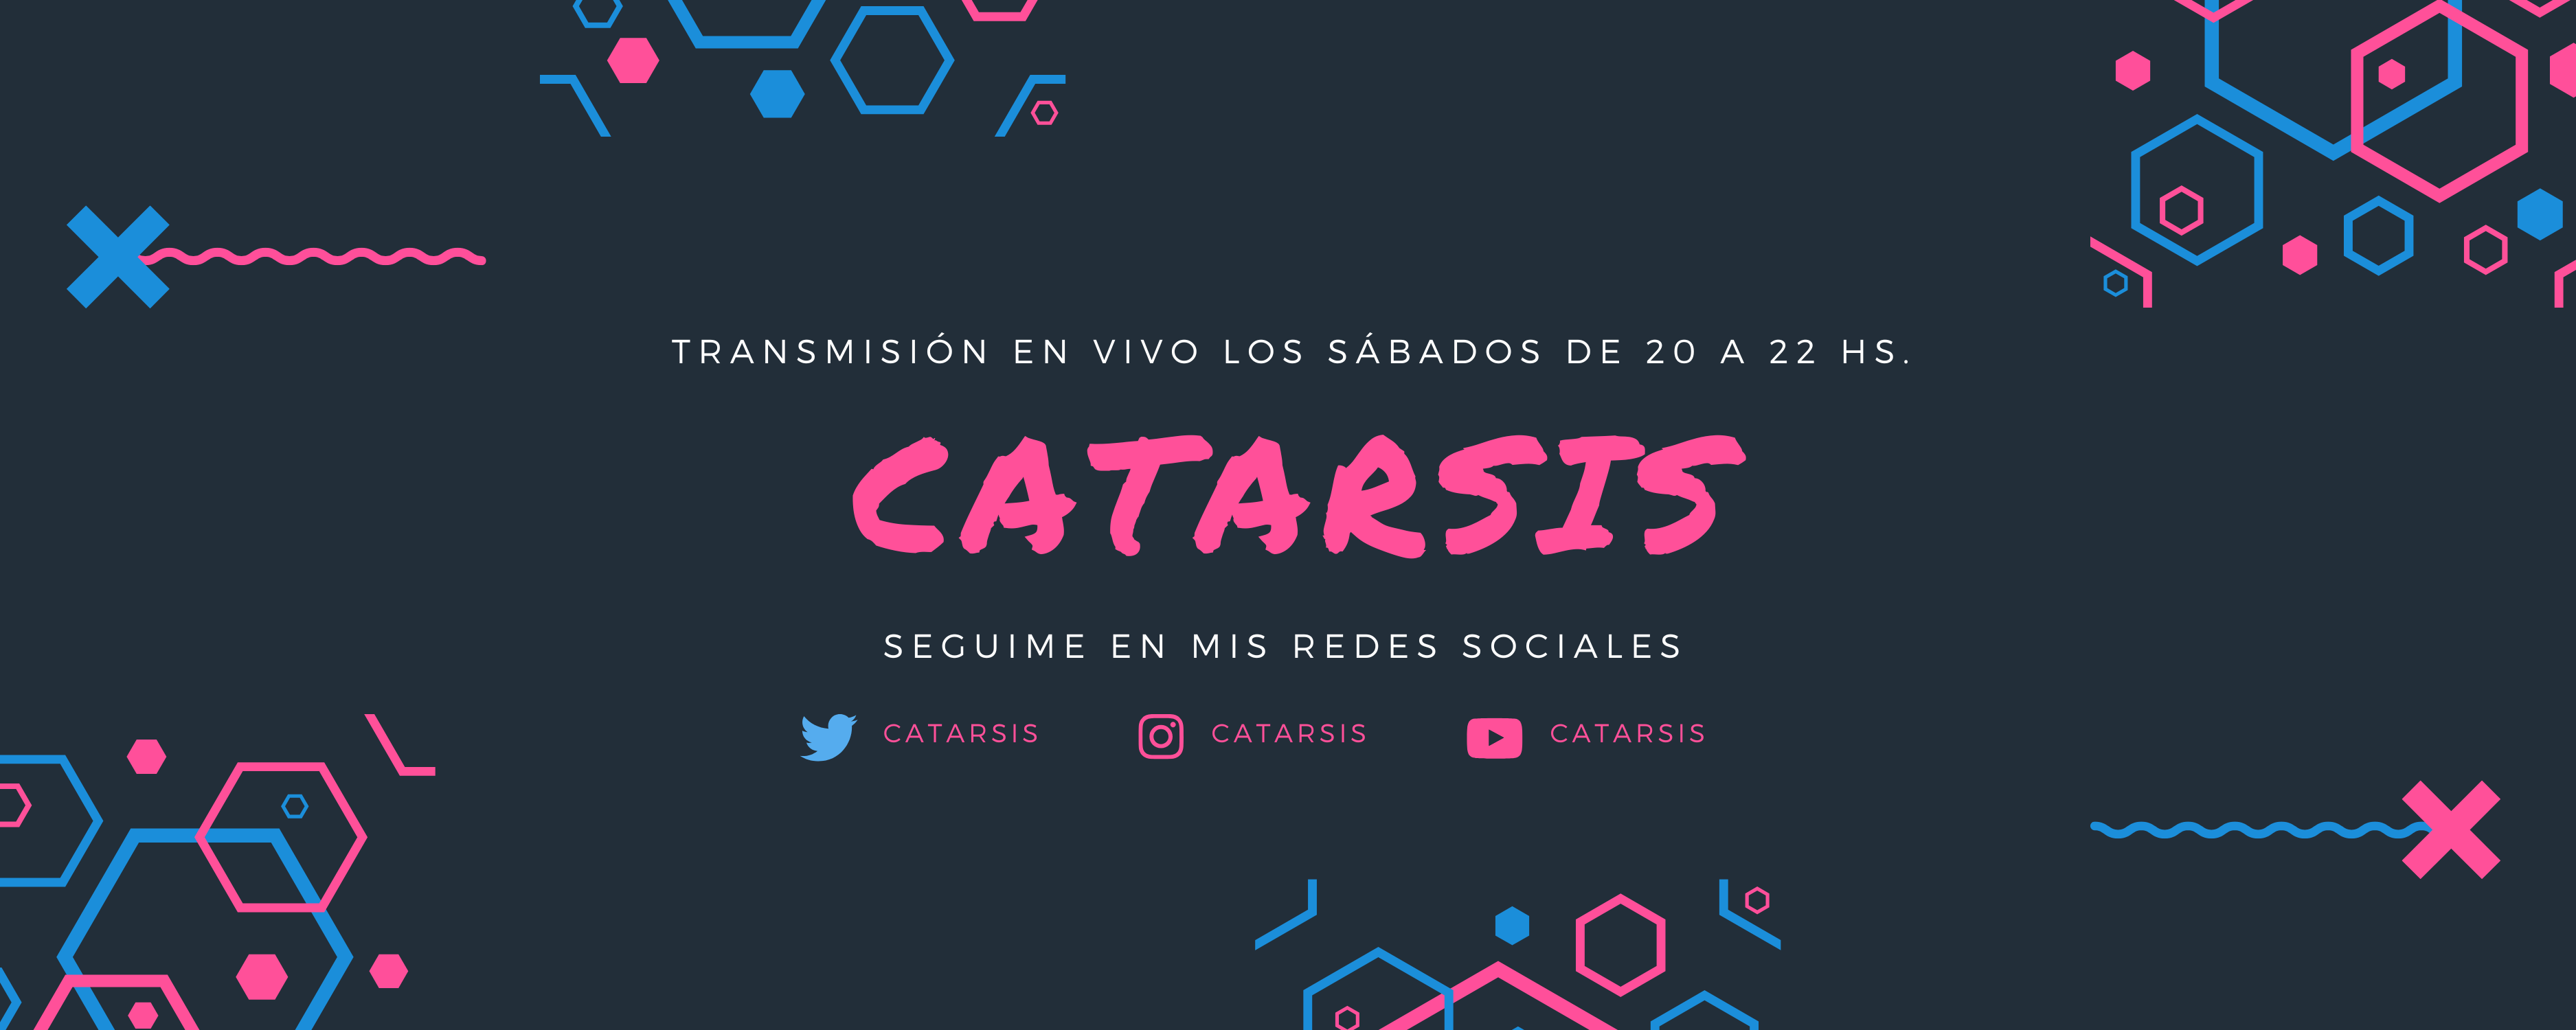 TRANSMISIÓN EN VIVO LOS SÁBADOS DE 20 A 22 HS.
CATARSIS
SEGUIME EN MIS REDES SOCIALES
CATARSIS CATARSIS CATARSIS